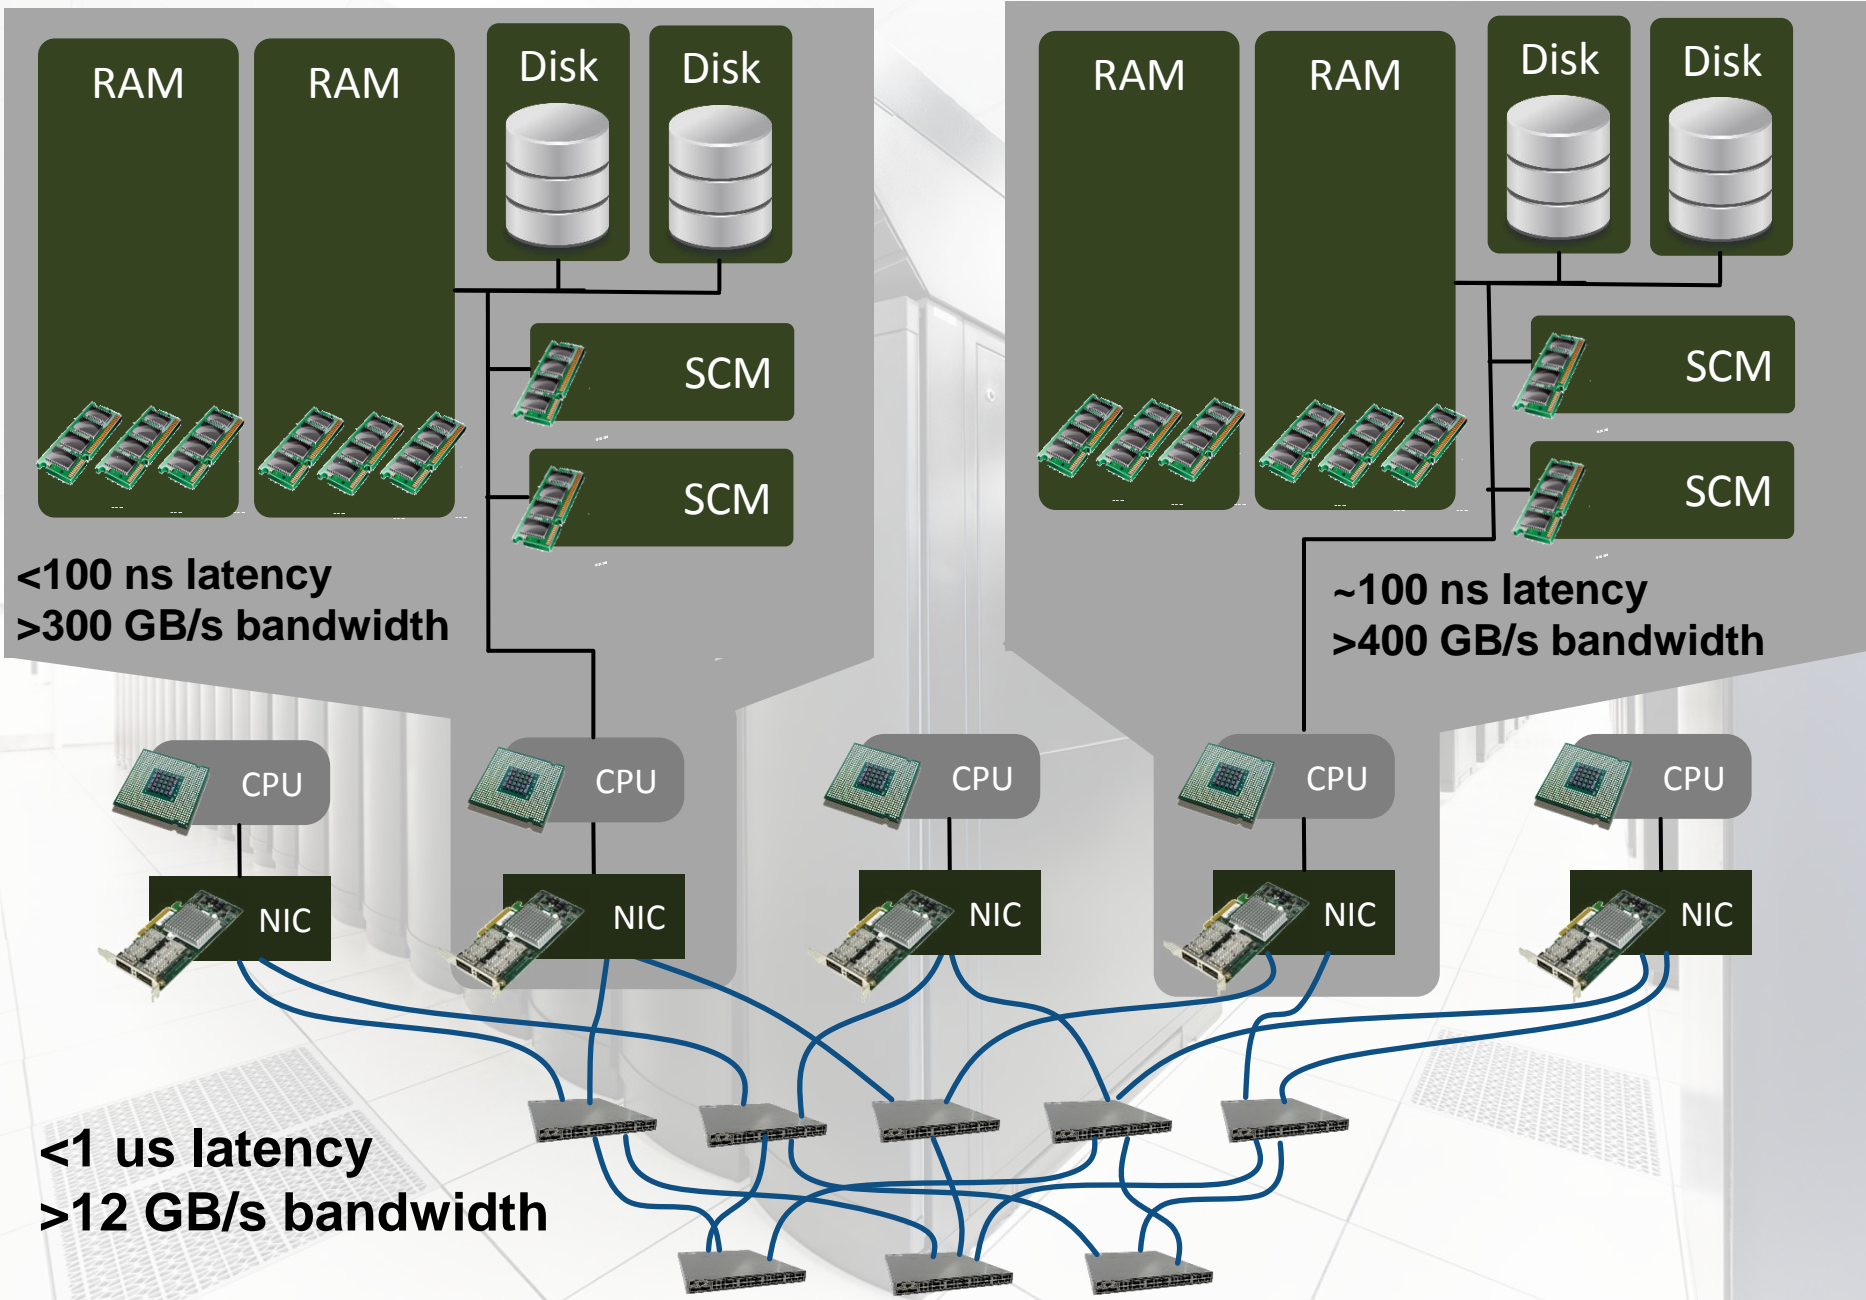 RAM
RAM
Disk
Disk
SCM
SCM
<100 ns latency
>300 GB/s bandwidth
RAM
RAM
Disk
Disk
SCM
SCM
~100 ns latency
>400 GB/s bandwidth
CPU
CPU
CPU
CPU
CPU
NIC
NIC
NIC
NIC
NIC
<1 us latency
>12 GB/s bandwidth